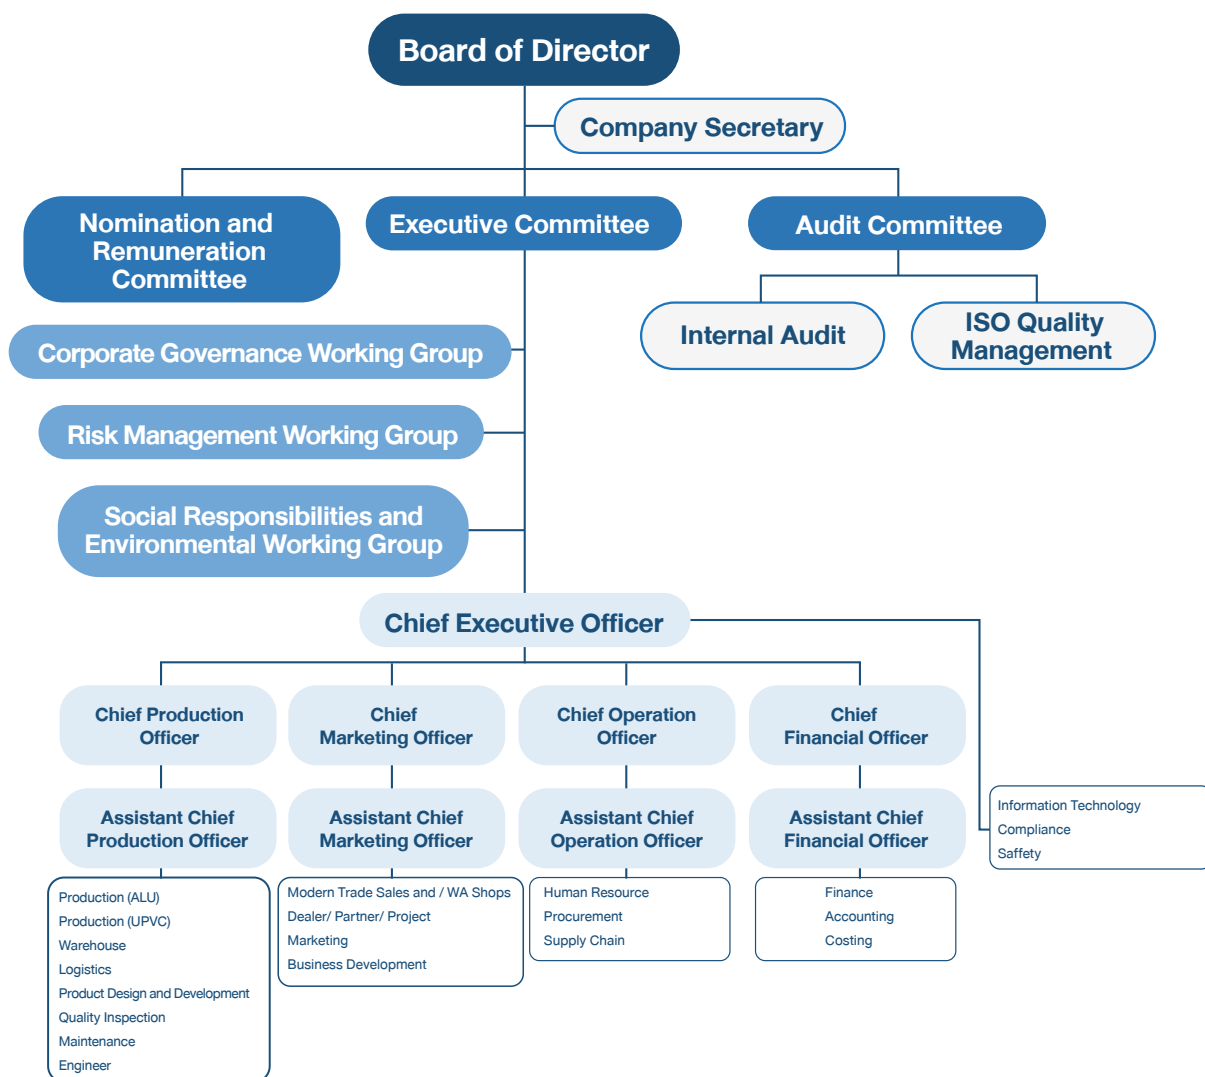 Board of Director
Company Secretary
Nomination and
Remuneration
Committee
Executive Committee
Audit Committee
Internal Audit
ISO Quality
Management
Corporate Governance Working Group
Risk Management Working Group
Social Responsibilities and
Environmental Working Group
Chief Executive Officer
Chief Production
Officer
Chief
Marketing Officer
Chief Operation
Officer
Chief
Financial Officer
Assistant Chief
Production Officer
Assistant Chief
Marketing Officer
Assistant Chief
Operation Officer
Assistant Chief
Financial Officer
Information Technology
Compliance
Saffety
Production (ALU)
Production (UPVC)
Warehouse
Logistics
Product Design and Development
Quality Inspection
Maintenance
Engineer
Modern Trade Sales and / WA Shops
Dealer/ Partner/ Project
Marketing
Business Development
Human Resource
Procurement
Supply Chain
Finance
Accounting
Costing